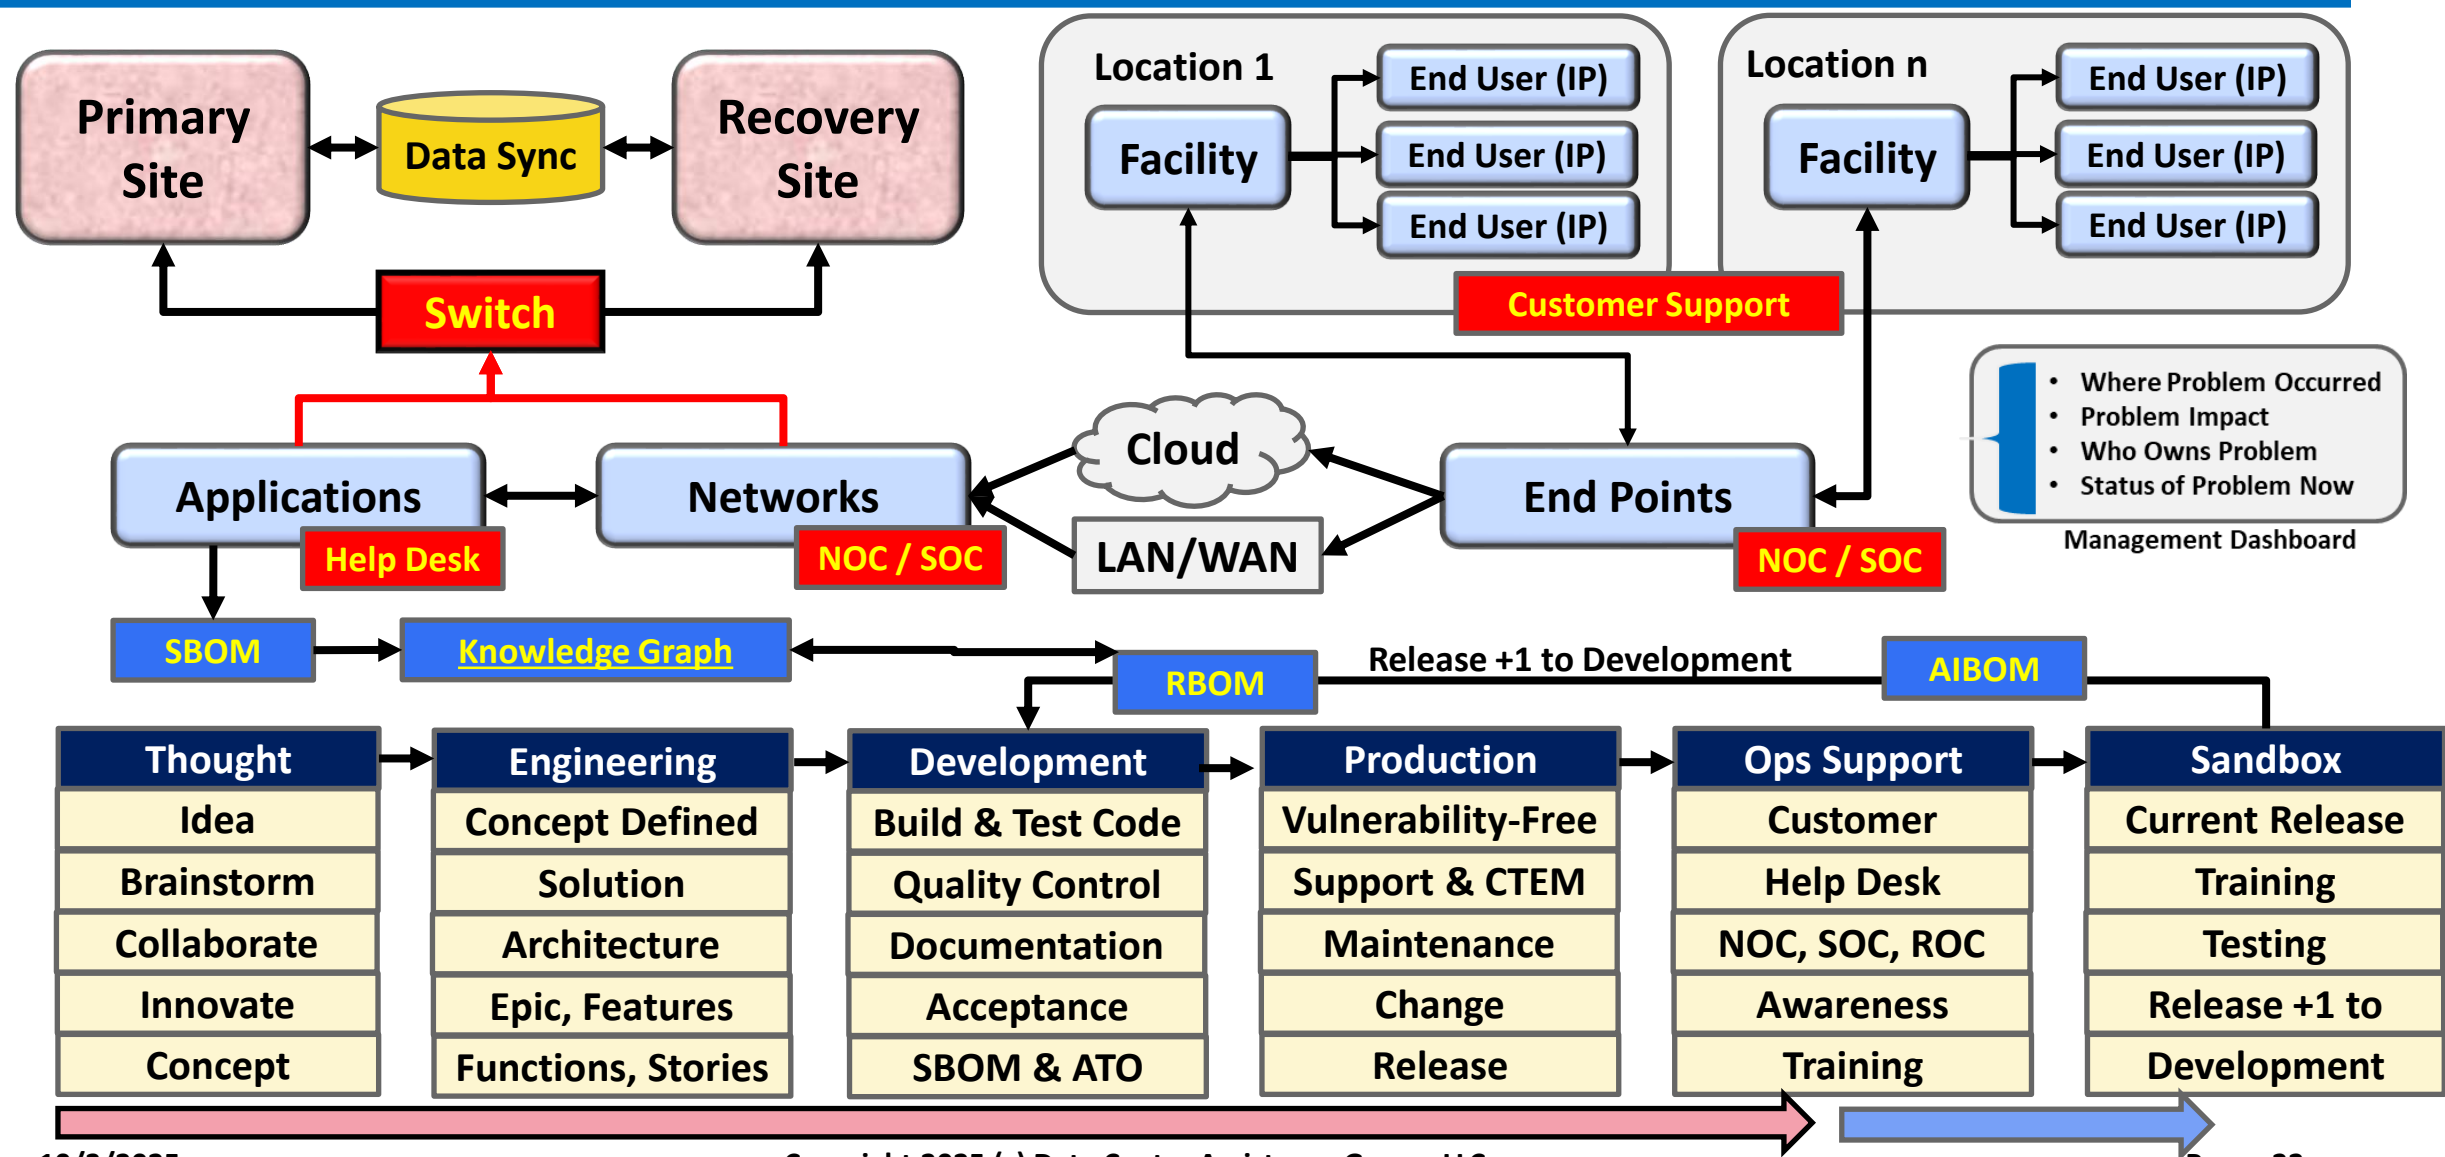 Primary
Site
Data Sync
Recovery
Site
Switch
Location 1
Facility
End User (IP)
End User (IP)
End User (IP)
Location n
Facility
End User (IP)
End User (IP)
End User (IP)
Customer Support
• Where Problem Occurred
• Problem Impact
• Who Owns Problem
• Status of Problem Now
Management Dashboard
Applications
Help Desk
Networks
NOC / SOC
Cloud
LAN/WAN
End Points
NOC / SOC
SBOM
Knowledge Graph
RBOM
Release +1 to Development
AIBOM
Thought
Idea
Brainstorm
Collaborate
Innovate
Concept
Engineering
Concept Defined
Solution
Architecture
Epic, Features
Functions, Stories
Development
Build & Test Code
Quality Control
Documentation
Acceptance
SBOM & ATO
Production
Vulnerability-Free
Support & CTEM
Maintenance
Change
Release
Ops Support
Customer
Help Desk
NOC, SOC, ROC
Awareness
Training
Sandbox
Current Release
Training
Testing
Release +1 to
Development